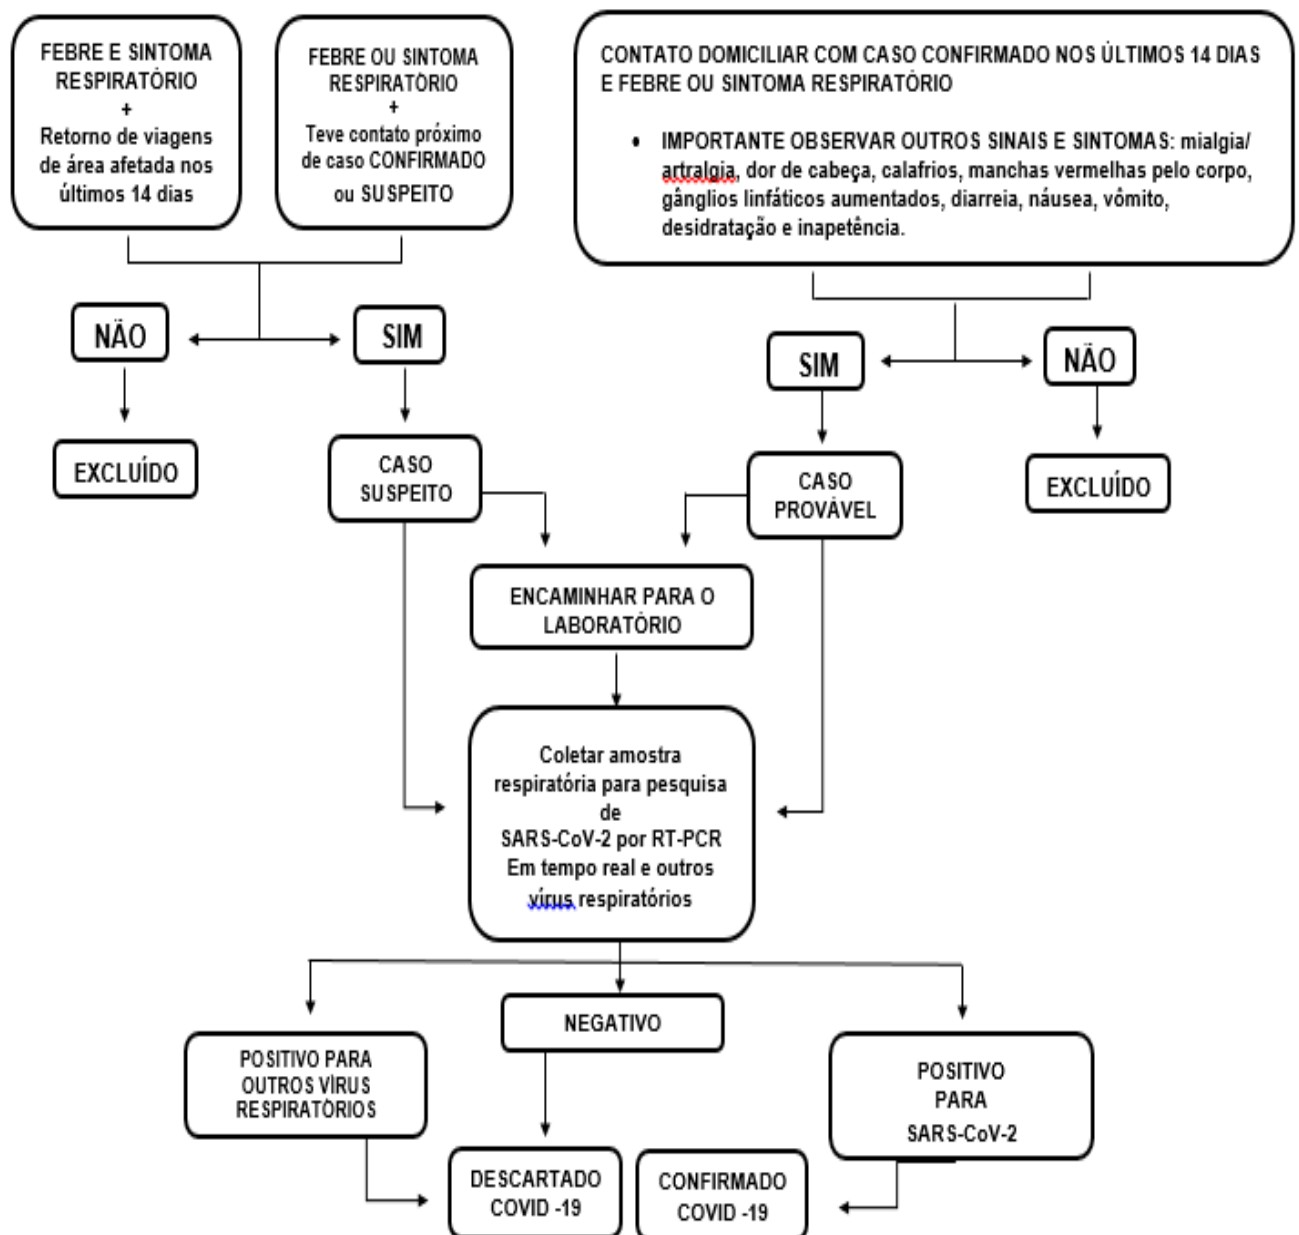 FEBRE E SINTOMA
RESPIRATÓRIO
+
Retorno de viagens
de área afetada nos
últimos 14 dias
FEBRE OU SINTOMA
RESPIRATÓRIO
+
Teve contato próximo
de caso CONFIRMADO
ou SUSPEITO
CONTATO DOMICILIAR COM CASO CONFIRMADO NOS ÚLTIMOS 14 DIAS
E FEBRE OU SINTOMA RESPIRATÓRIO
• IMPORTANTE OBSERVAR OUTROS SINAIS E SINTOMAS: mialgia/
artralgia, dor de cabeça, calafrios, manchas vermelhas pelo corpo,
gânglios linfáticos aumentados, diarreia, náusea, vômito,
desidratação e inapetência.
NÃO
SIM
SIM
NÃO
EXCLUÍDO
CASO
SUSPEITO
CASO
PROVÁVEL
EXCLUÍDO
ENCAMINHAR PARA O
LABORATÓRIO
Coletar amostra
respiratória para pesquisa
de
SARS-CoV-2 por RT-PCR
Em tempo real e outros
vírus respiratórios
NEGATIVO
POSITIVO PARA
OUTROS VÍRUS
RESPIRATÓRIOS
POSITIVO
PARA
SARS-CoV-2
DESCARTADO
COVID -19
CONFIRMADO
COVID -19